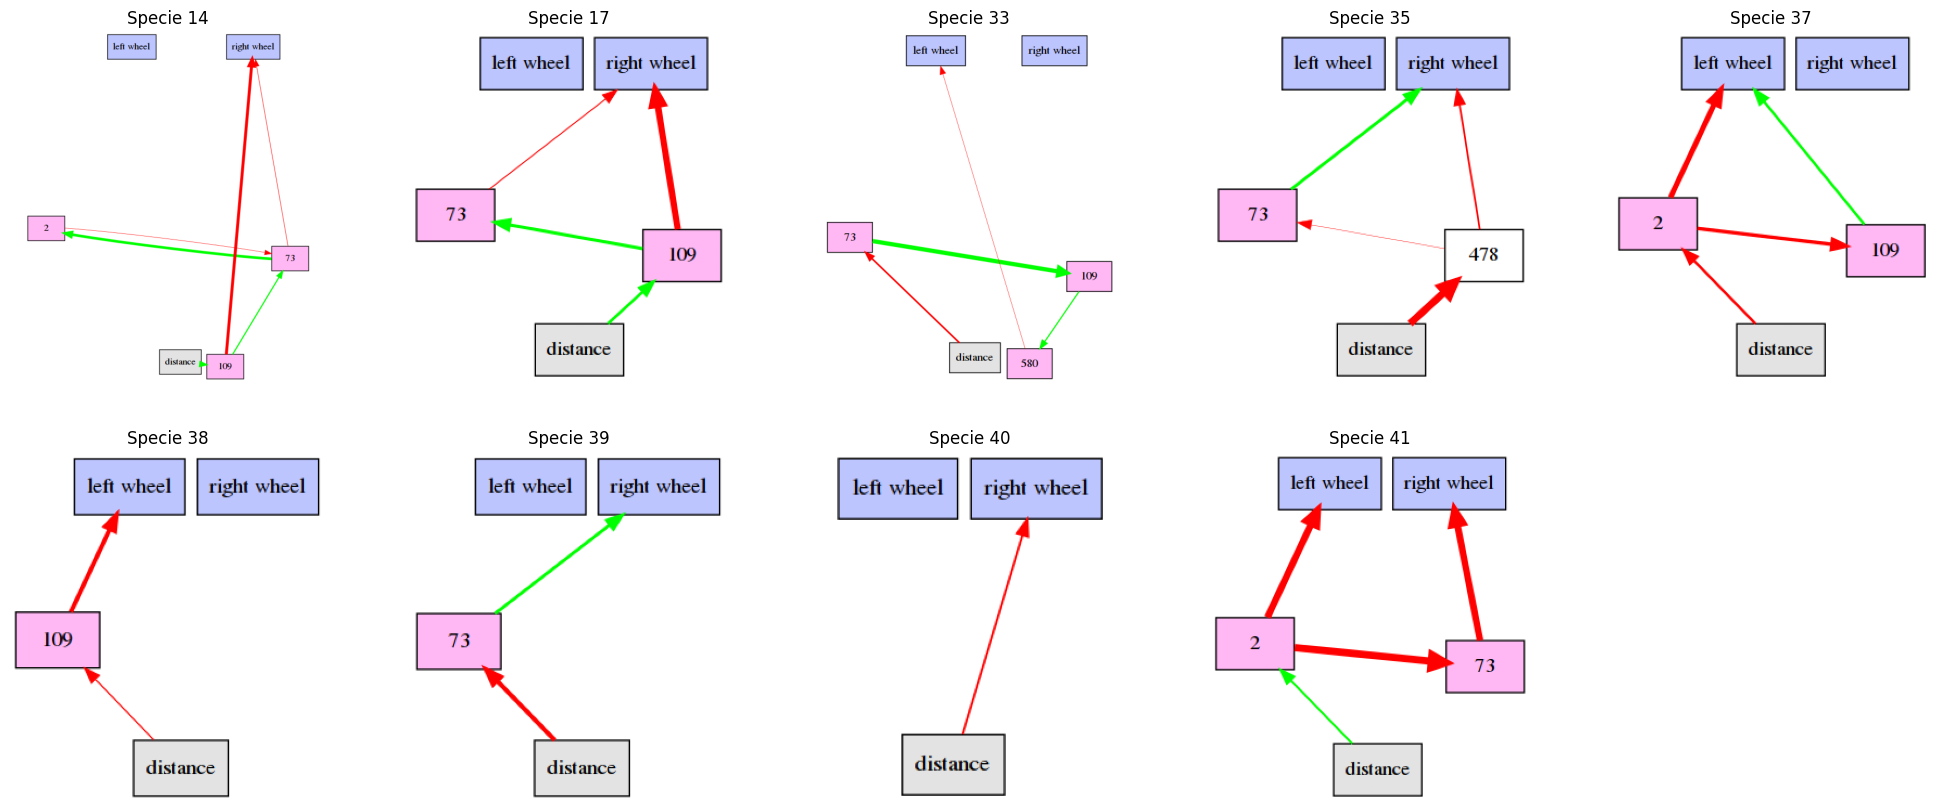 Specie 14
left wheel
right wheel
2
73
distance
109
Specie 17
left wheel
right wheel
73
109
distance
Specie 33
left wheel
right wheel
73
109
distance
580
Specie 35
left wheel
right wheel
73
478
distance
Specie 37
left wheel
right wheel
2
109
distance
Specie 38
left wheel
right wheel
109
distance
Specie 39
left wheel
right wheel
73
distance
Specie 40
left wheel
right wheel
distance
Specie 41
left wheel
right wheel
2
73
distance